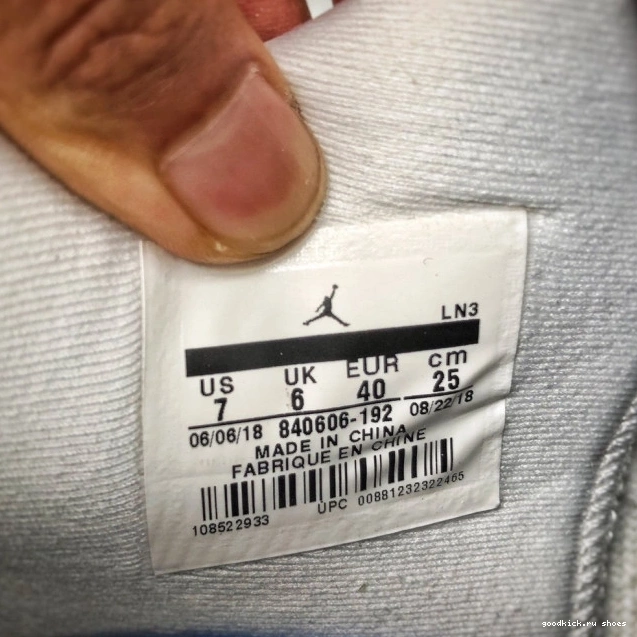 LN3
US UK EUR cm
7 6 40 25
06/06/18 840606-192 08/22/18
MADE IN CHINA
FABRIQUE EN CHINE
108522933 UPC 00881232322465
goodkick.ru shoes